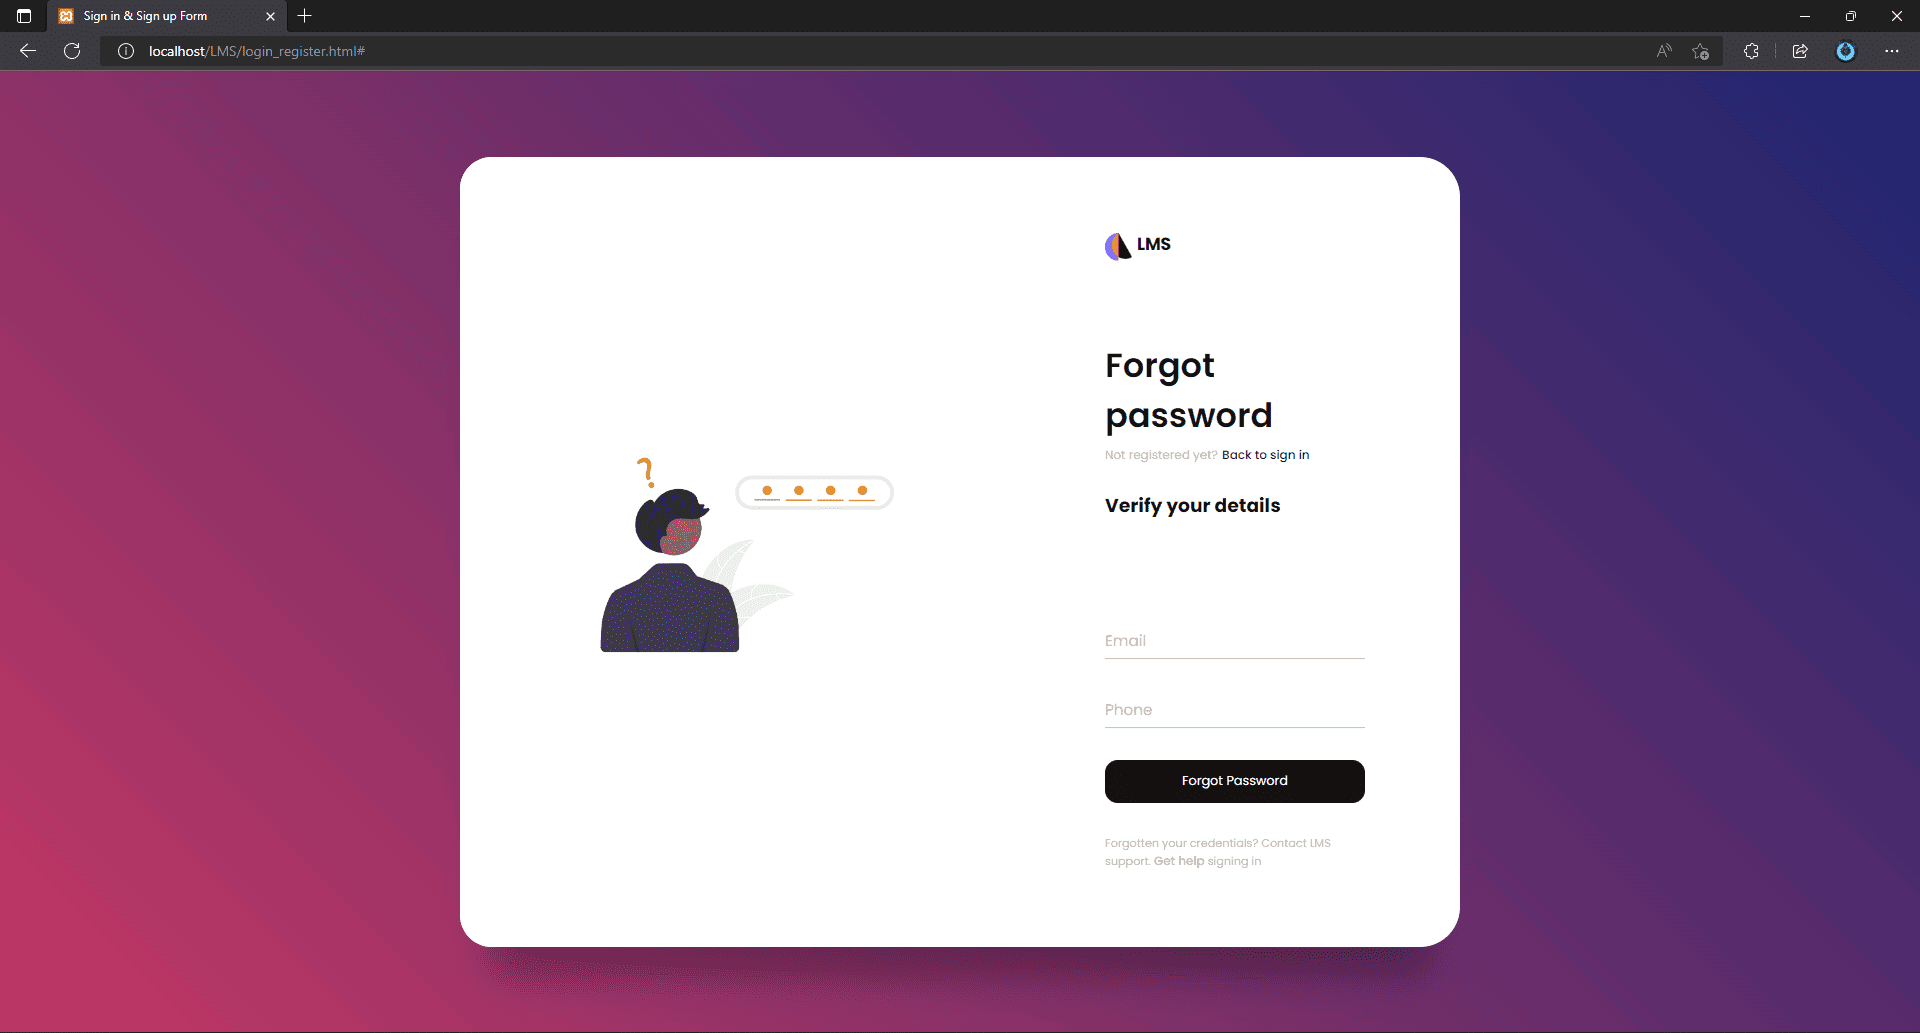 Sign in & Sign up Form
localhost/LMS/login_register.html#
LMS
Forgot
password
Not registered yet? Back to sign in
Verify your details
Email
Phone
Forgot Password
Forgotten your credentials? Contact LMS
support. Get help signing in